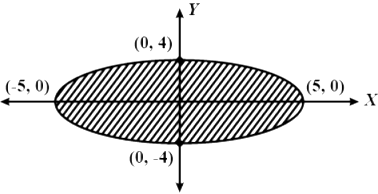 Y
(0, 4)
(-5, 0)
(5, 0)
X
(0, -4)